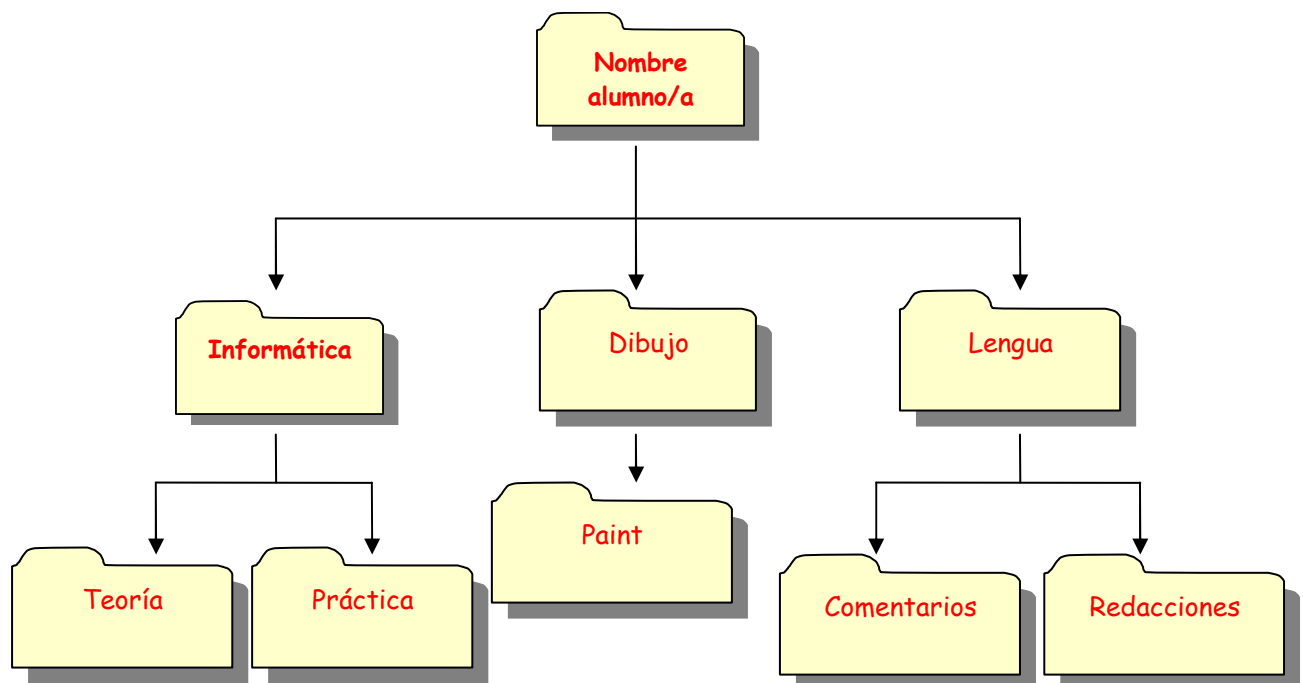 Nombre
alumno/a
Informática
Dibujo
Lengua
Teoría
Práctica
Paint
Comentarios
Redacciones